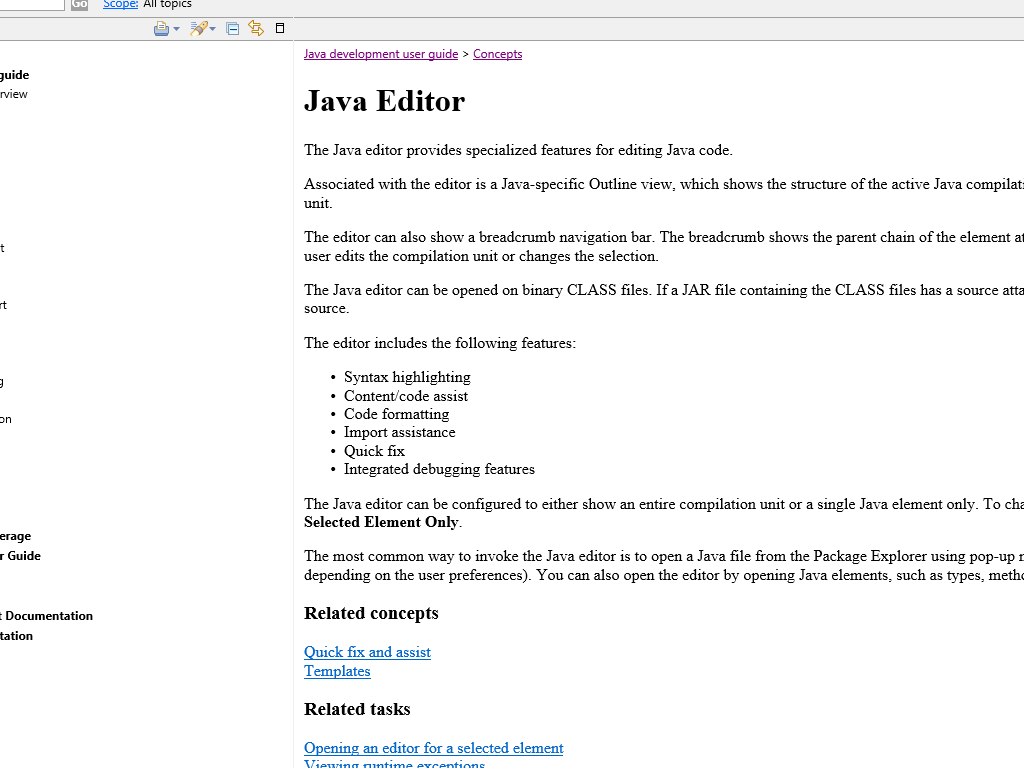 Go Scope: All topics
guide
rview
t
rt
g
on
erage
r Guide
t Documentation
tation
Java development user guide > Concepts
Java Editor
The Java editor provides specialized features for editing Java code.
Associated with the editor is a Java-specific Outline view, which shows the structure of the active Java compilati
unit.
The editor can also show a breadcrumb navigation bar. The breadcrumb shows the parent chain of the element at
user edits the compilation unit or changes the selection.
The Java editor can be opened on binary CLASS files. If a JAR file containing the CLASS files has a source atta
source.
The editor includes the following features:
• Syntax highlighting
• Content/code assist
• Code formatting
• Import assistance
• Quick fix
• Integrated debugging features
The Java editor can be configured to either show an entire compilation unit or a single Java element only. To cha
Selected Element Only.
The most common way to invoke the Java editor is to open a Java file from the Package Explorer using pop-up m
depending on the user preferences). You can also open the editor by opening Java elements, such as types, metho
Related concepts
Quick fix and assist
Templates
Related tasks
Opening an editor for a selected element
Viewing runtime exceptions